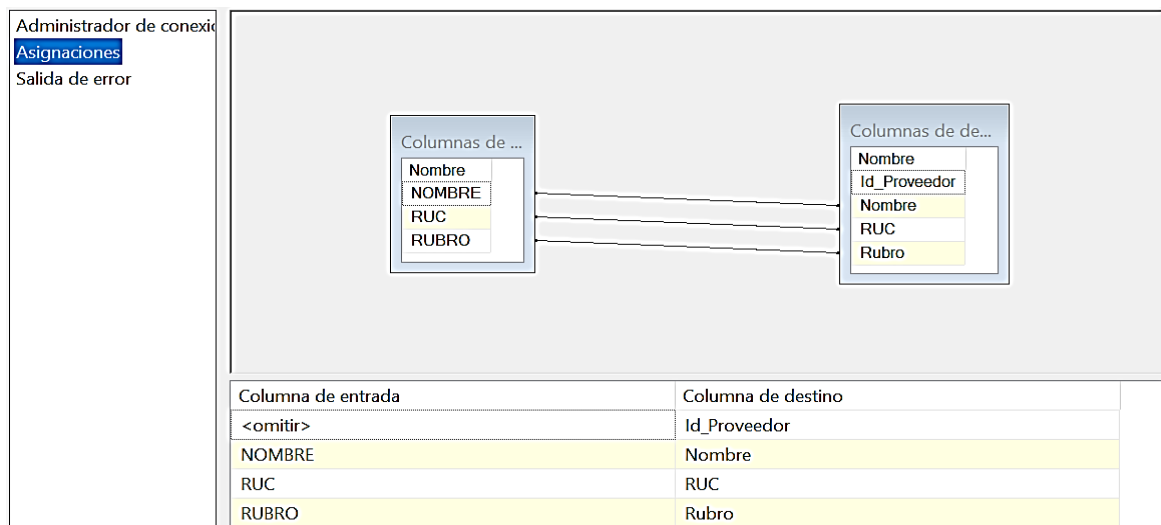 Administrador de conexi
Asignaciones
Salida de error
Columnas de ...
Nombre
NOMBRE
RUC
RUBRO
Columnas de de...
Nombre
Id_Proveedor
Nombre
RUC
Rubro
Columna de entrada Columna de destino
<omitir> Id_Proveedor
NOMBRE Nombre
RUC RUC
RUBRO Rubro